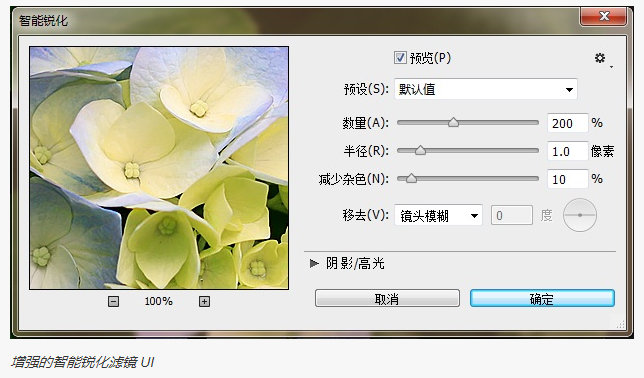 智能锐化
预览(P)
预设(S): 默认值
数量(A): 200 %
半径(R): 1.0 像素
减少杂色(N): 10 %
移去(V): 镜头模糊 0 度
阴影/高光
100%
取消 确定
增强的智能锐化滤镜 UI